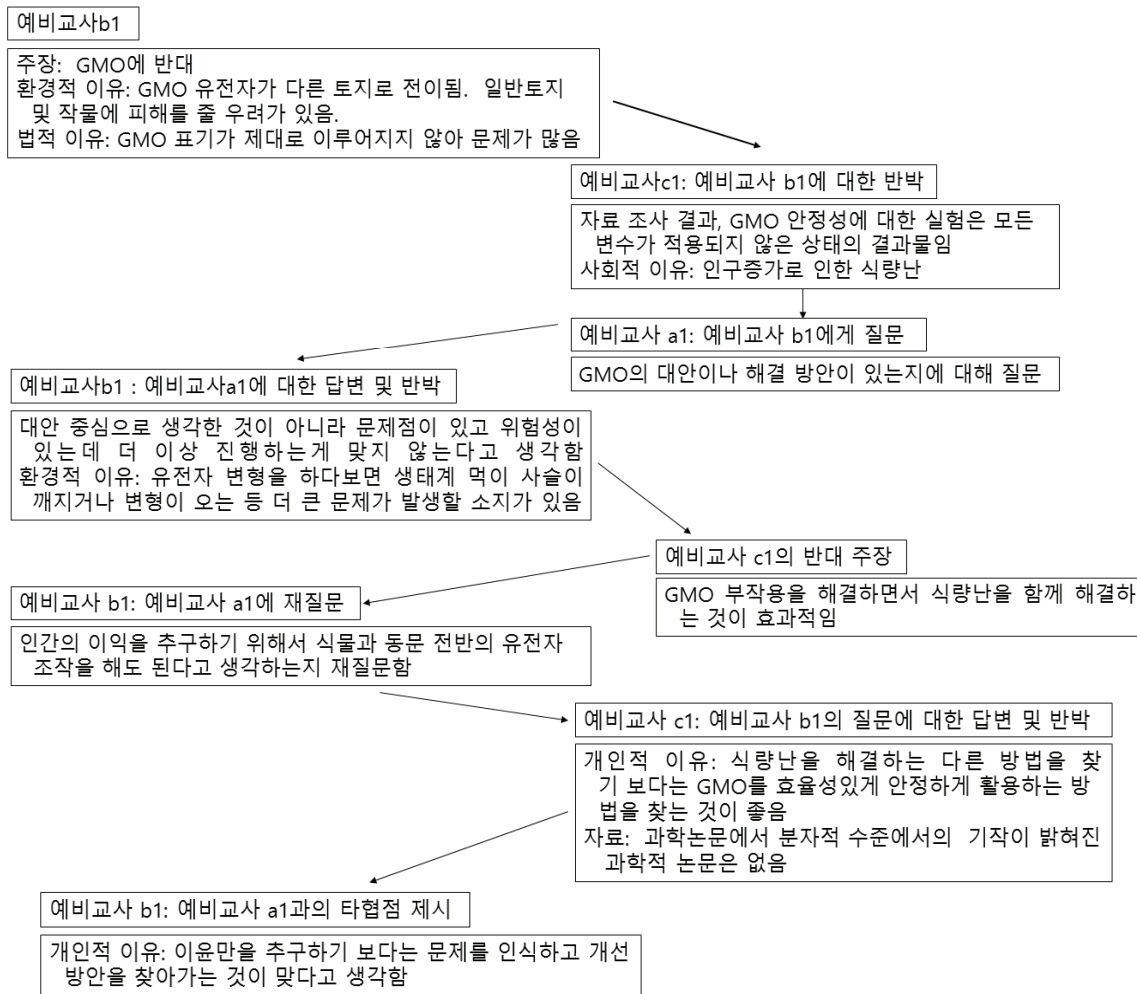 예비교사b1
주장: GMO에 반대
환경적 이유: GMO 유전자가 다른 토지로 전이됨. 일반토지
및 작물에 피해를 줄 우려가 있음.
법적 이유: GMO 표기가 제대로 이루어지지 않아 문제가 많음
예비교사c1: 예비교사 b1에 대한 반박
자료 조사 결과, GMO 안정성에 대한 실험은 모든
변수가 적용되지 않은 상태의 결과물임
사회적 이유: 인구증가로 인한 식량난
예비교사 a1: 예비교사 b1에게 질문
GMO의 대안이나 해결 방안이 있는지에 대해 질문
예비교사b1 : 예비교사a1에 대한 답변 및 반박
대안 중심으로 생각한 것이 아니라 문제점이 있고 위험성이
있는데 더 이상 진행하는게 맞지 않는다고 생각함
환경적 이유: 유전자 변형을 하다보면 생태계 먹이 사슬이
깨지거나 변형이 오는 등 더 큰 문제가 발생할 소지가 있음
예비교사 c1의 반대 주장
GMO 부작용을 해결하면서 식량난을 함께 해결하
는 것이 효과적임
예비교사 b1: 예비교사 a1에 재질문
인간의 이익을 추구하기 위해서 식물과 동문 전반의 유전자
조작을 해도 된다고 생각하는지 재질문함
예비교사 c1: 예비교사 b1의 질문에 대한 답변 및 반박
개인적 이유: 식량난을 해결하는 다른 방법을 찾
기 보다는 GMO를 효율성있게 안정하게 활용하는 방
법을 찾는 것이 좋음
자료: 과학논문에서 분자적 수준에서의 기작이 밝혀진
과학적 논문은 없음
예비교사 b1: 예비교사 a1과의 타협점 제시
개인적 이유: 이윤만을 추구하기 보다는 문제를 인식하고 개선
방안을 찾아가는 것이 맞다고 생각함